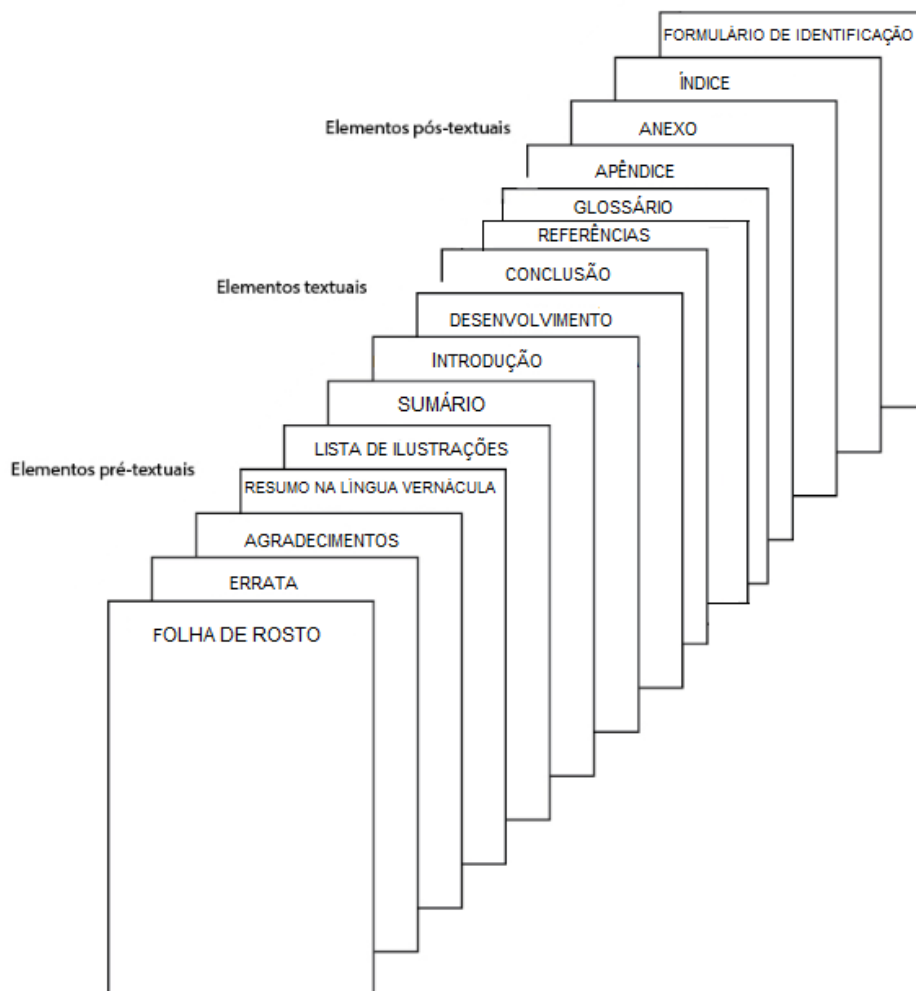 FORMULÁRIO DE IDENTIFICAÇÃO
ÍNDICE
Elementos pós-textuais
ANEXO
APÊNDICE
GLOSSÁRIO
REFERÊNCIAS
CONCLUSÃO
Elementos textuais
DESENVOLVIMENTO
INTRODUÇÃO
SUMÁRIO
LISTA DE ILUSTRAÇÕES
Elementos pré-textuais
RESUMO NA LÍNGUA VERNÁCULA
AGRADECIMENTOS
ERRATA
FOLHA DE ROSTO